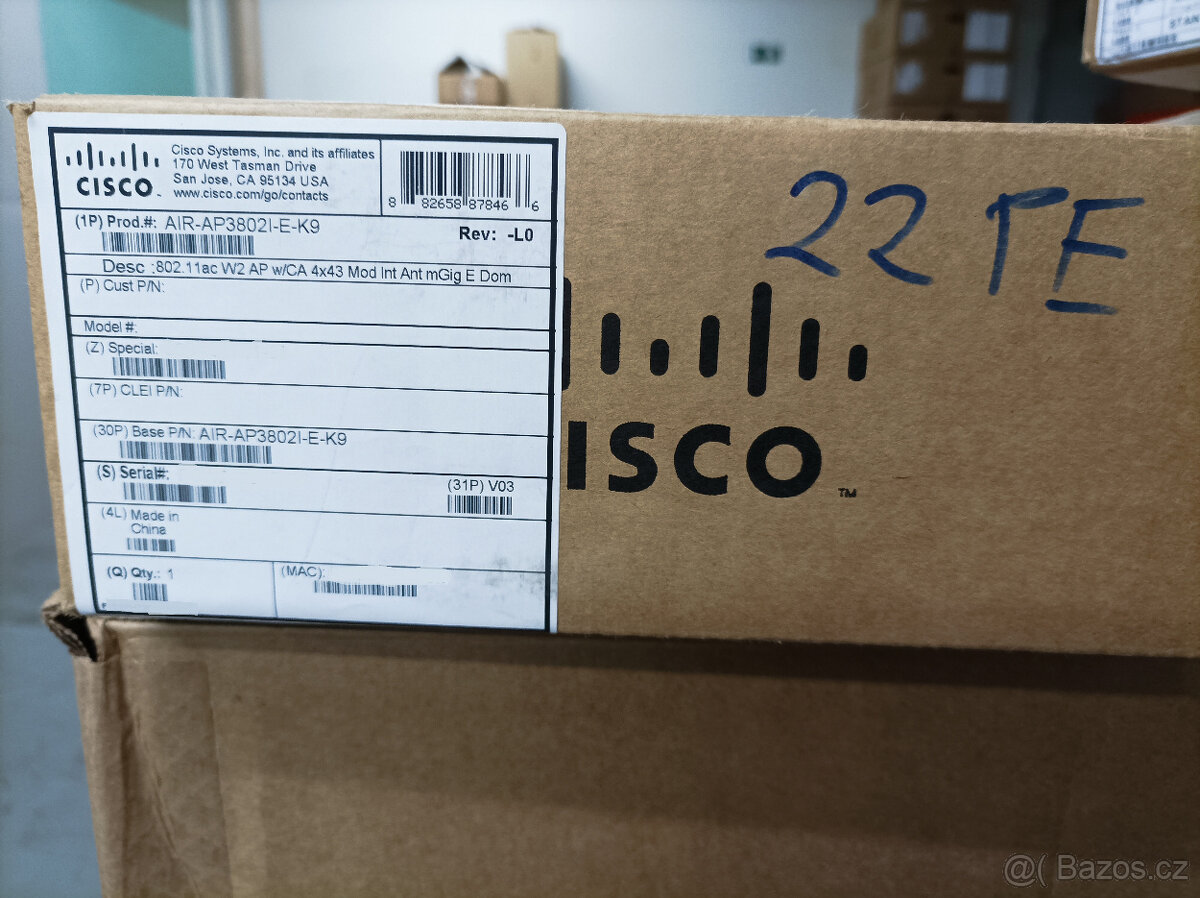 CISCO
Cisco Systems, Inc. and its affiliates
170 West Tasman Drive
San Jose, CA 95134 USA
www.cisco.com/go/contacts
8 82658 87846 6
(1P) Prod.#: AIR-AP3802I-E-K9
Rev: -L0
Desc :802.11ac W2 AP w/CA 4x43 Mod Int Ant mGig E Dom
(P) Cust P/N:
Model #:
(Z) Special:
(7P) CLEI P/N:
(30P) Base P/N: AIR-AP3802I-E-K9
(S) Serial#:
(31P) V03
(4L) Made in
China
(Q) Qty.: 1
(MAC):
22 PE
ISCO™
@( Bazos.cz